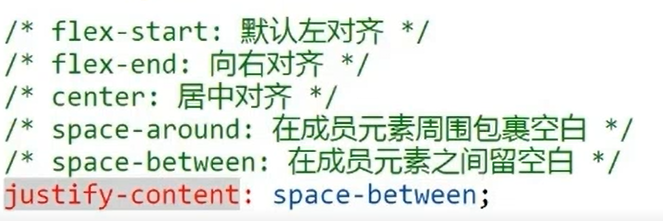 /* flex-start: 默认左对齐 */
/* flex-end: 向右对齐 */
/* center: 居中对齐 */
/* space-around: 在成员元素周围包裹空白 */
/* space-between: 在成员元素之间留空白 */
justify-content: space-between;